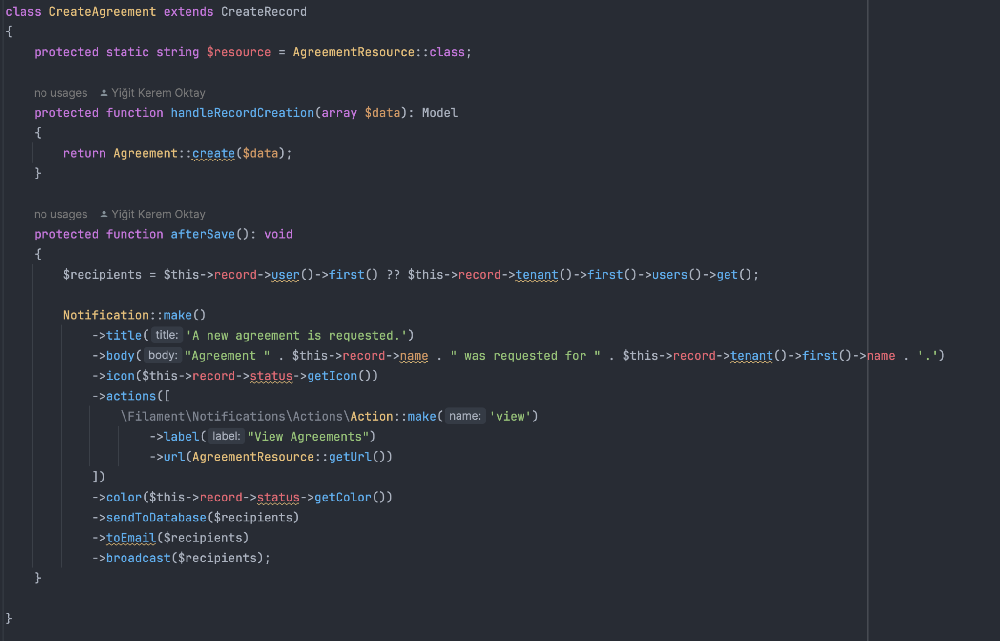 class CreateAgreement extends CreateRecord
{
protected static string $resource = AgreementResource::class;
no usages Yiğit Kerem Oktay
protected function handleRecordCreation(array $data): Model
{
return Agreement::create($data);
}
no usages Yiğit Kerem Oktay
protected function afterSave(): void
{
$recipients = $this->record->user()->first() ?? $this->record->tenant()->first()->users()->get();
Notification::make()
->title( title: 'A new agreement is requested.')
->body( body: "Agreement " . $this->record->name . " was requested for " . $this->record->tenant()->first()->name . '.')
->icon($this->record->status->getIcon())
->actions([
\Filament\Notifications\Actions\Action::make( name: 'view')
->label( label: "View Agreements")
->url(AgreementResource::getUrl())
])
->color($this->record->status->getColor())
->sendToDatabase($recipients)
->toEmail($recipients)
->broadcast($recipients);
}
}